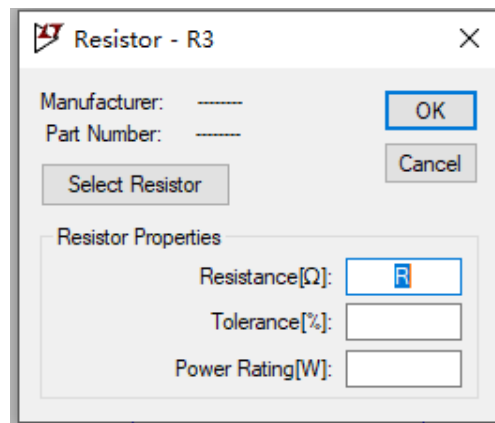 Resistor - R3
Manufacturer: --------
Part Number: --------
OK
Cancel
Select Resistor
Resistor Properties
Resistance[Ω]: R
Tolerance[%]:
Power Rating[W]: